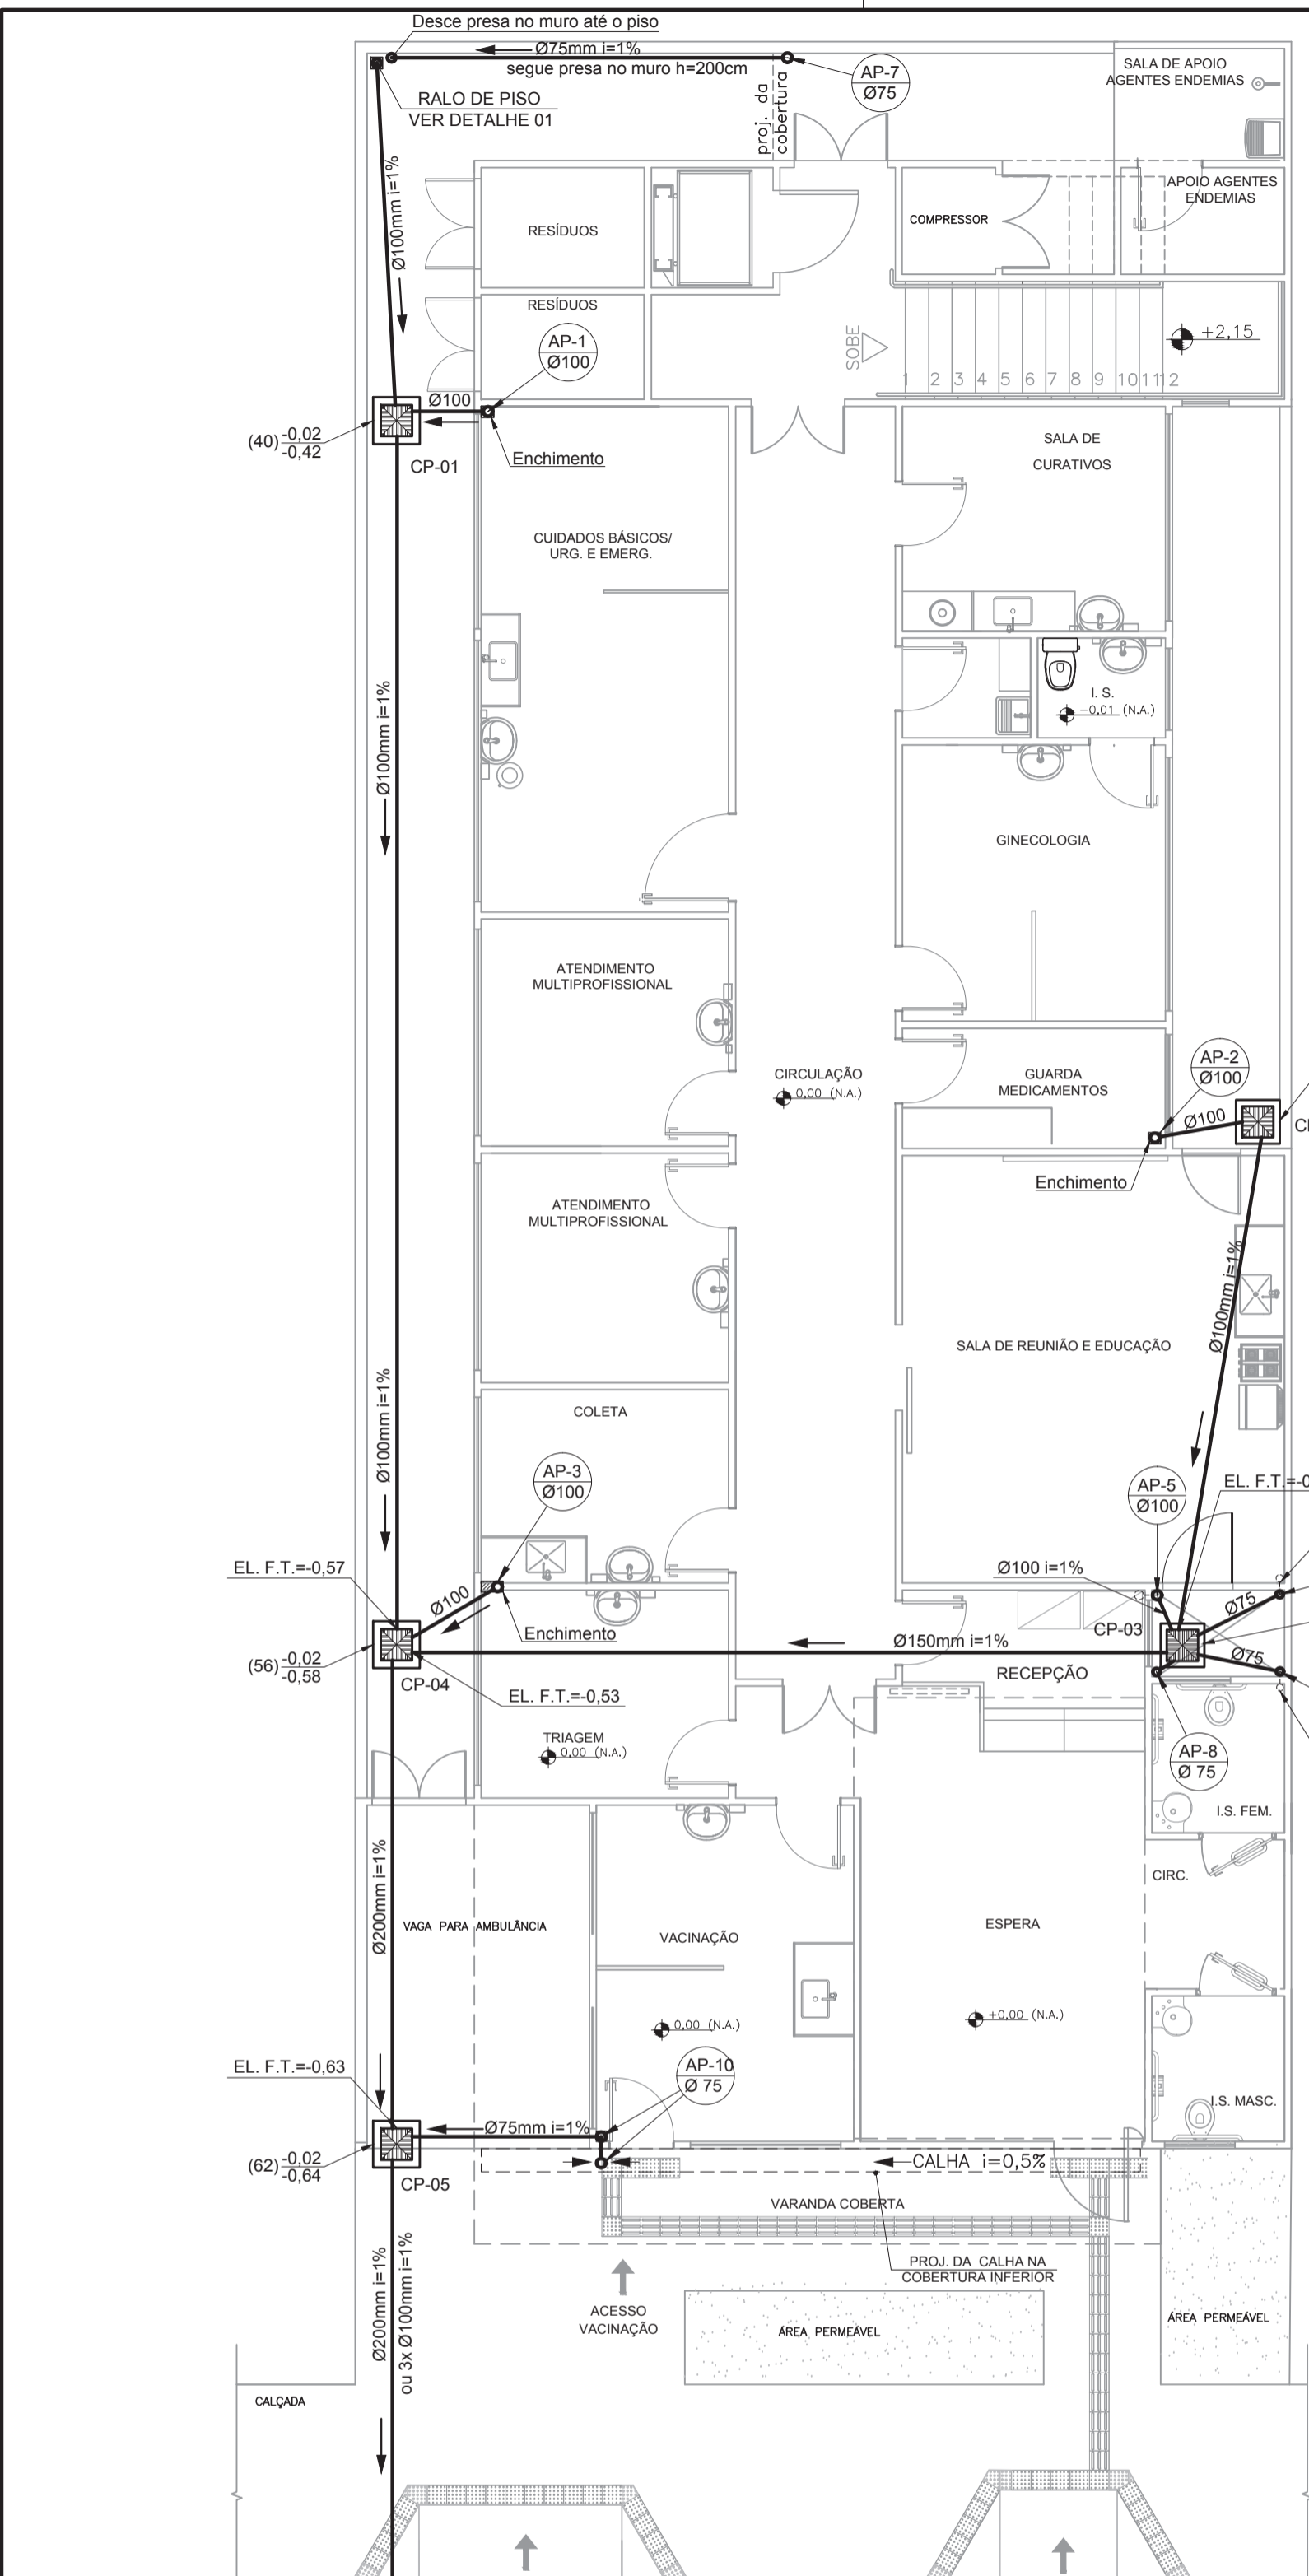 Desce presa no muro até o piso
Ø75mm i=1%
segue presa no muro h=200cm
AP-7
Ø75
proj. da
cobertura
SALA DE APOIO
AGENTES ENDEMIAS
RALO DE PISO
VER DETALHE 01
Ø100mm i=1%
APOIO AGENTES
ENDEMIAS
COMPRESSOR
RESÍDUOS
RESÍDUOS
AP-1
Ø100
SOBE
+2,15
1 2 3 4 5 6 7 8 9 10 11 12
Ø100
(40) -0,02
-0,42
CP-01
Enchimento
SALA DE
CURATIVOS
CUIDADOS BÁSICOS/
URG. E EMERG.
I. S.
-0,01 (N.A.)
Ø100mm i=1%
GINECOLOGIA
ATENDIMENTO
MULTIPROFISSIONAL
CIRCULAÇÃO
0,00 (N.A.)
GUARDA
MEDICAMENTOS
AP-2
Ø100
Ø100
Enchimento
ATENDIMENTO
MULTIPROFISSIONAL
Ø100mm i=1%
SALA DE REUNIÃO E EDUCAÇÃO
Ø100mm i=1%
COLETA
AP-3
Ø100
AP-5
Ø100
EL. F.T.=-0
EL. F.T.=-0,57
Ø100 i=1%
Ø100
Ø75
Enchimento
CP-03
Ø150mm i=1%
Ø75
(56) -0,02
-0,58
CP-04
RECEPÇÃO
EL. F.T.=-0,53
TRIAGEM
0,00 (N.A.)
AP-8
Ø 75
I.S. FEM.
CIRC.
Ø200mm i=1%
VAGA PARA AMBULÂNCIA
VACINAÇÃO
ESPERA
0,00 (N.A.)
+0,00 (N.A.)
EL. F.T.=-0,63
AP-10
Ø 75
I.S. MASC.
Ø75mm i=1%
(62) -0,02
-0,64
CP-05
CALHA i=0,5%
VARANDA COBERTA
PROJ. DA CALHA NA
COBERTURA INFERIOR
Ø200mm i=1%
ou 3x Ø100mm i=1%
ACESSO
VACINAÇÃO
ÁREA PERMEÁVEL
ÁREA PERMEÁVEL
CALÇADA